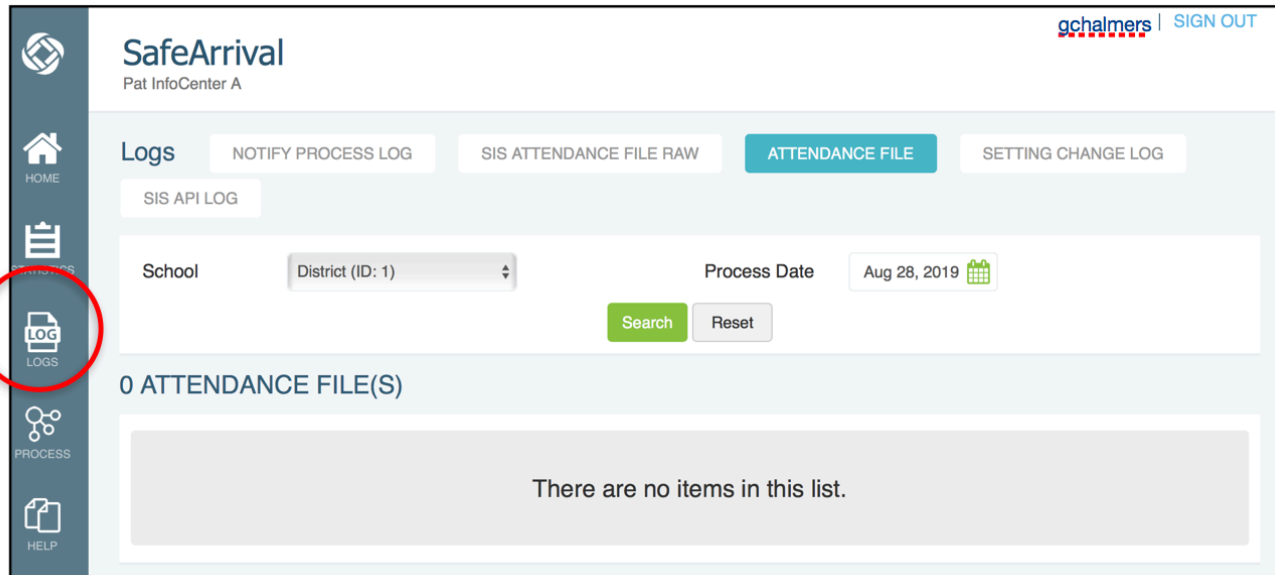 gchalmers | SIGN OUT
SafeArrival
Pat InfoCenter A
HOME
STATISTICS
LOG
LOGS
PROCESS
HELP
Logs NOTIFY PROCESS LOG SIS ATTENDANCE FILE RAW ATTENDANCE FILE SETTING CHANGE LOG
SIS API LOG
School District (ID: 1) Process Date Aug 28, 2019
Search Reset
0 ATTENDANCE FILE(S)
There are no items in this list.